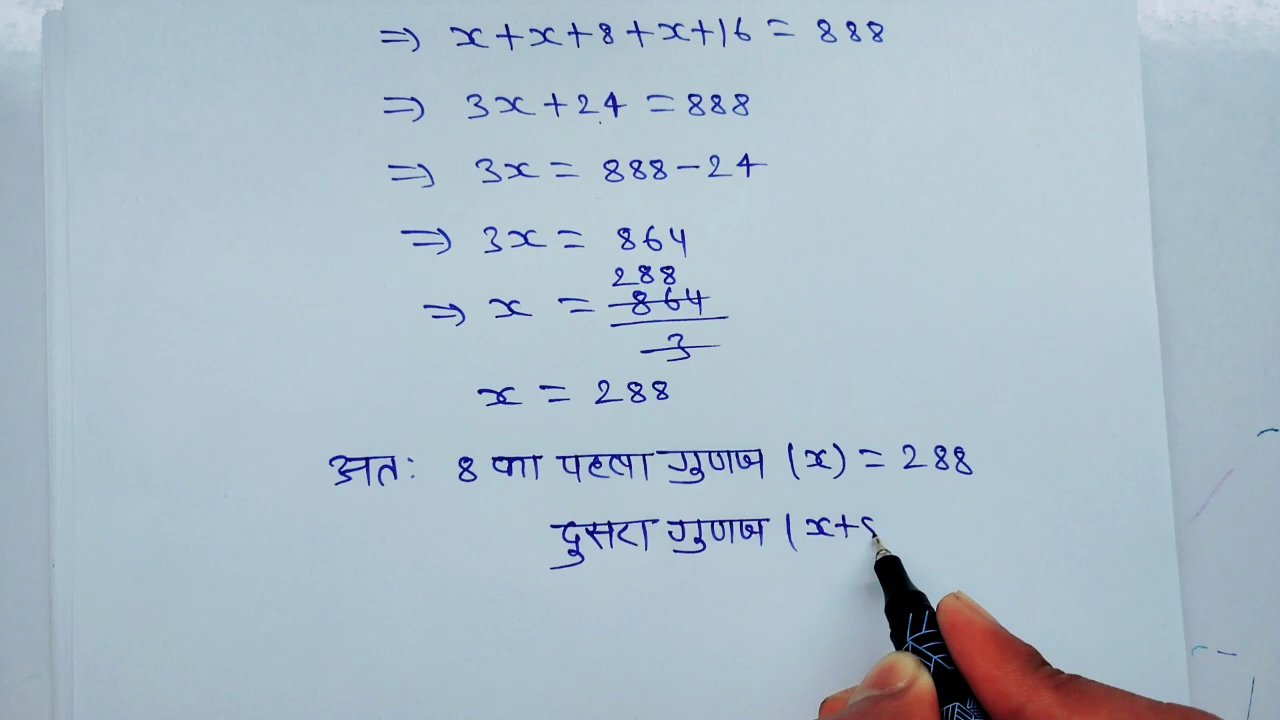 ⇒ x+x+8+x+16 = 888
⇒ 3x+24 = 888
⇒ 3x = 888-24
⇒ 3x = 864
288
⇒ x = 864
3
x = 288
अतः 8 का पहला गुणज (x) = 288
दुसरा गुणज (x+